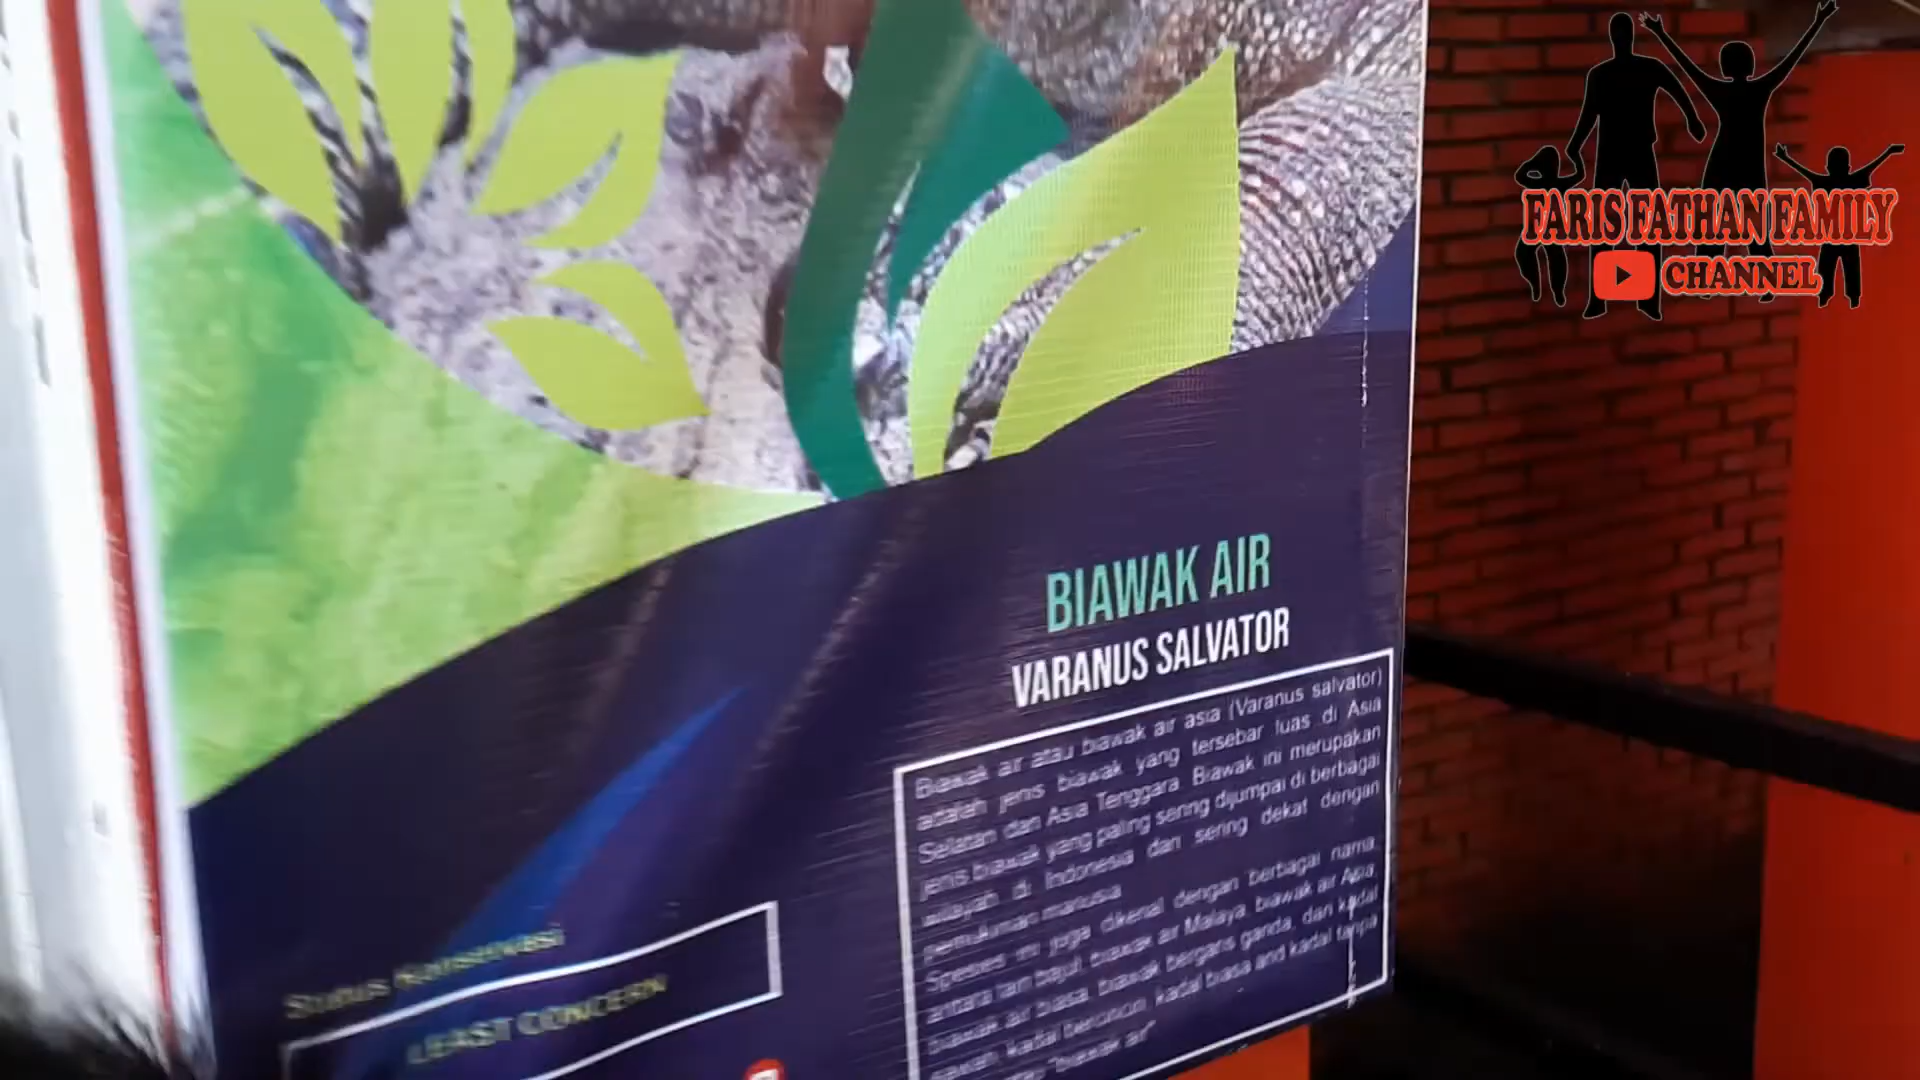 FARIS FATHAN FAMILY
CHANNEL
BIAWAK AIR
VARANUS SALVATOR
Biawak air atau biawak air asia (Varanus salvator)
adalah jenis biawak yang tersebar luas di Asia
Selatan dan Asia Tenggara. Biawak ini merupakan
jenis biawak yang paling sering dijumpai di berbagai
wilayah di Indonesia dan sering dekat dengan
pemukiman manusia
Spesies ini juga dikenal dengan berbagai nama
antara lain bajul, biawak air Malaya, biawak air Asia,
biawak air biasa, biawak bergaris ganda, dan kadal
kadal bercincin, kadal biasa and kadal tanpa
"biawak air"
Status Konservasi
LEAST CONCERN